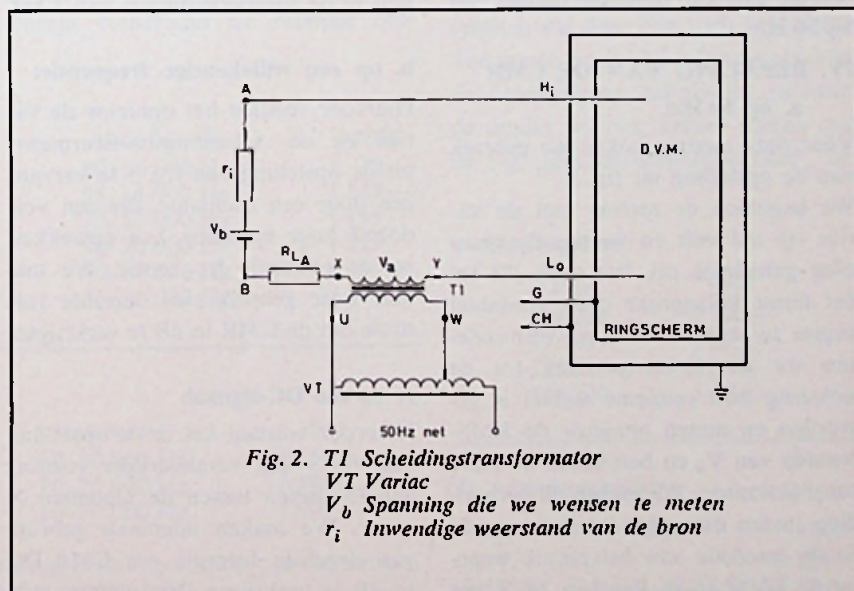 A
Hi
D.V.M.
ri
Vb
RLA
X
Va
Y
Lo
B
T1
G
U
W
CH
RINGSCHERM
VT
50Hz net
Fig. 2. T1 Scheidingstransformator
VT Variac
Vb Spanning die we wensen te meten
ri Inwendige weerstand van de bron